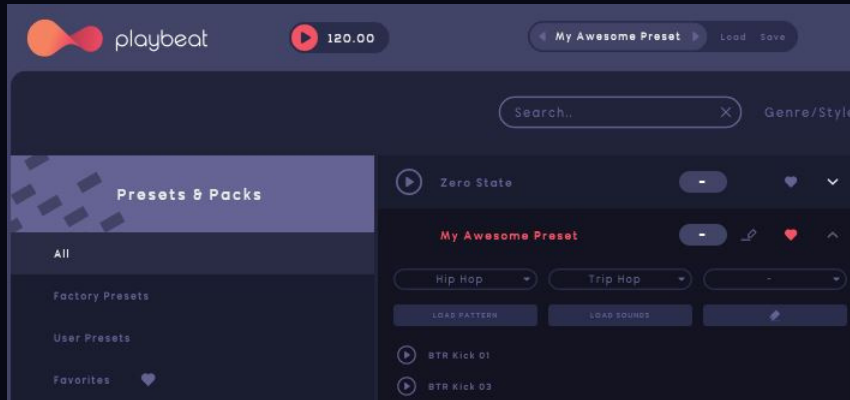 playbeat 120.00 My Awesome Preset Load Save
Search.. Genre/Style
Presets & Packs
Zero State -
My Awesome Preset -
All
Hip Hop Trip Hop -
Factory Presets
LOAD PATTERN LOAD SOUNDS
User Presets
BTR Kick 01
Favorites
BTR Kick 03